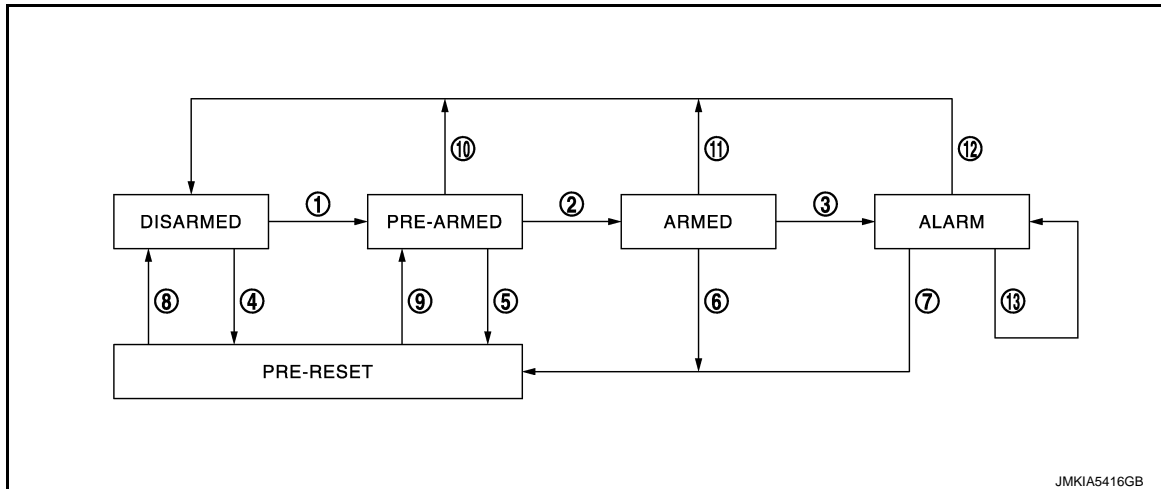 ⑩ ⑪ ⑫
DISARMED ① PRE-ARMED ② ARMED ③ ALARM
⑧ ④ ⑨ ⑤ ⑥ ⑦ ⑬
PRE-RESET
JMKIA5416GB